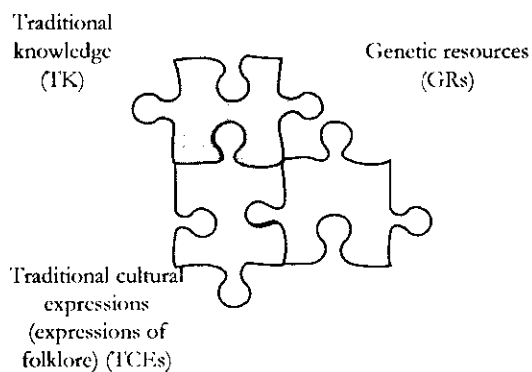 Traditional
knowledge
(TK)
Genetic resources
(GRs)
Traditional cultural
expressions
(expressions of
folklore) (TCEs)